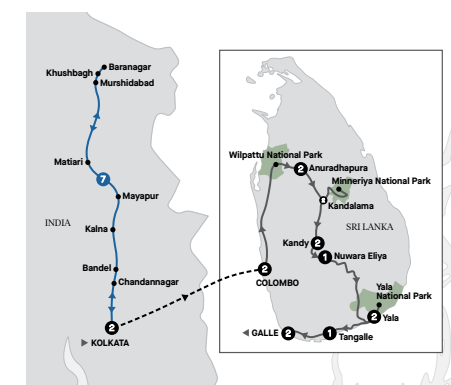 Baranagar
Khushbagh
Murshidabad
Matiari
7
Mayapur
INDIA
Kalna
Bandel
Chandannagar
2
KOLKATA
Wilpattu National Park
2
Anuradhapura
Minneriya National Park
Kandalama
SRI LANKA
Kandy
2
1
Nuwara Eliya
2
COLOMBO
Yala
National Park
2
Yala
GALLE
2
1
Tangalle